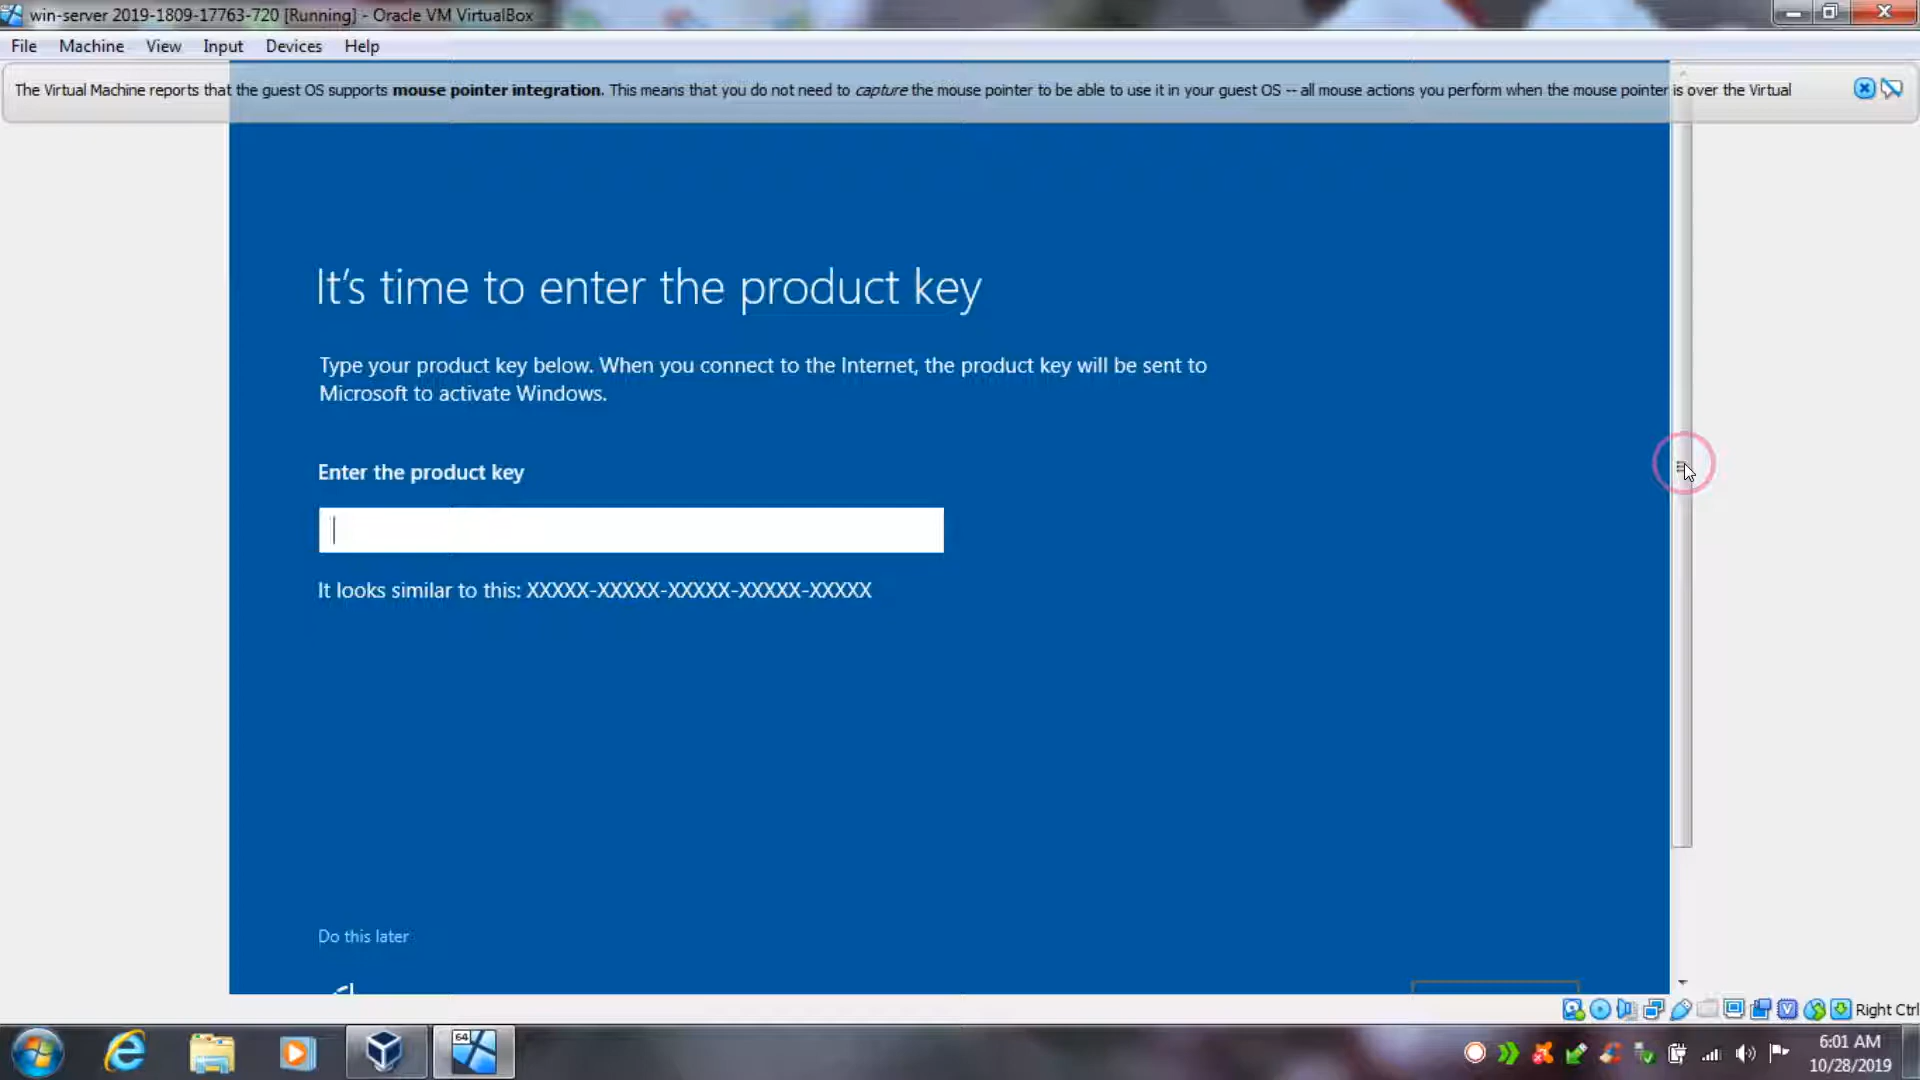 win-server 2019-1809-17763-720 [Running] - Oracle VM VirtualBox
File Machine View Input Devices Help
The Virtual Machine reports that the guest OS supports mouse pointer integration. This means that you do not need to capture the mouse pointer to be able to use it in your guest OS -- all mouse actions you perform when the mouse pointer is over the Virtual
It's time to enter the product key
Type your product key below. When you connect to the Internet, the product key will be sent to
Microsoft to activate Windows.
Enter the product key
It looks similar to this: XXXXX-XXXXX-XXXXX-XXXXX-XXXXX
Do this later
Right Ctrl
64
6:01 AM
10/28/2019